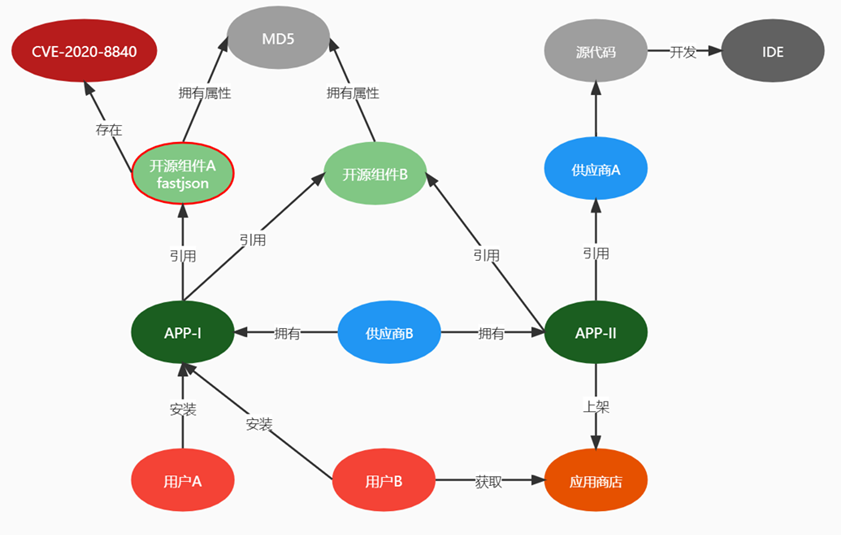 CVE-2020-8840
MD5
源代码
开发
IDE
拥有属性
拥有属性
存在
开源组件A
fastjson
开源组件B
供应商A
引用
引用
引用
引用
APP-I
拥有
供应商B
拥有
APP-II
安装
安装
上架
用户A
用户B
获取
应用商店